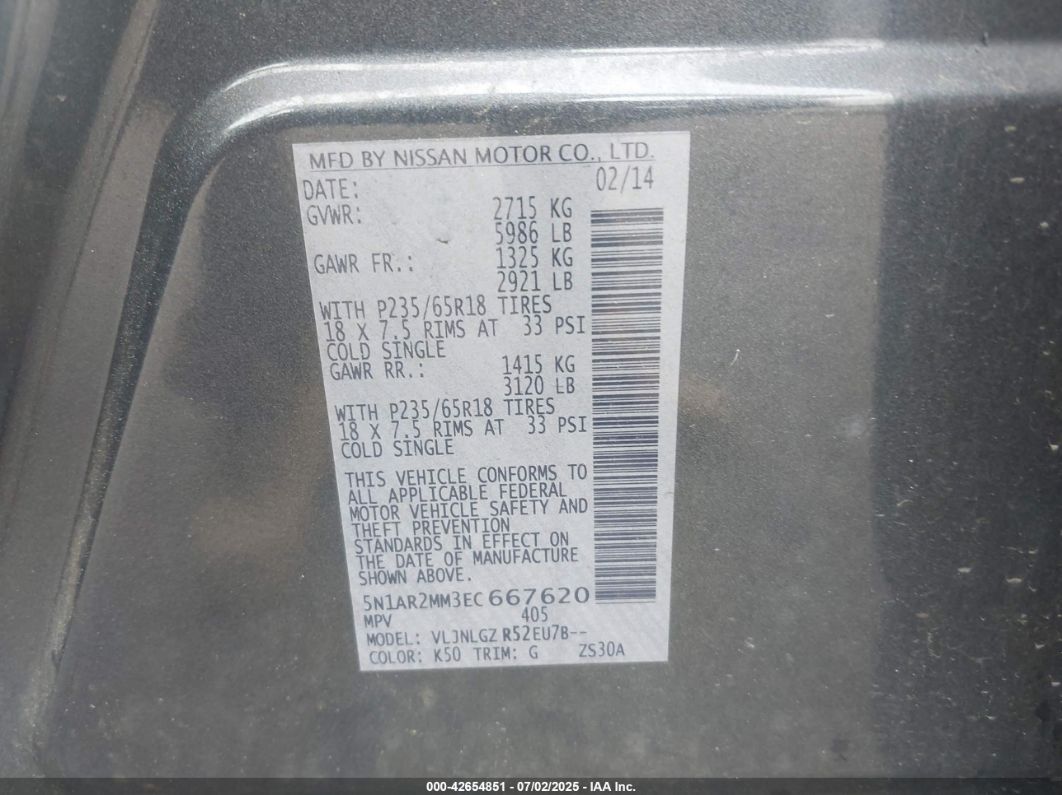 MFD BY NISSAN MOTOR CO., LTD.
DATE: 02/14
GVWR: 2715 KG
5986 LB
GAWR FR.: 1325 KG
2921 LB
WITH P235/65R18 TIRES
18 X 7.5 RIMS AT 33 PSI
COLD SINGLE
GAWR RR.: 1415 KG
3120 LB
WITH P235/65R18 TIRES
18 X 7.5 RIMS AT 33 PSI
COLD SINGLE
THIS VEHICLE CONFORMS TO
ALL APPLICABLE FEDERAL
MOTOR VEHICLE SAFETY AND
THEFT PREVENTION
STANDARDS IN EFFECT ON
THE DATE OF MANUFACTURE
SHOWN ABOVE.
5N1AR2MM3EC667620
MPV 405
MODEL: VLJNLGZ R52EU7B--
COLOR: K50 TRIM: G ZS30A
000-42654851 - 07/02/2025 - IAA Inc.